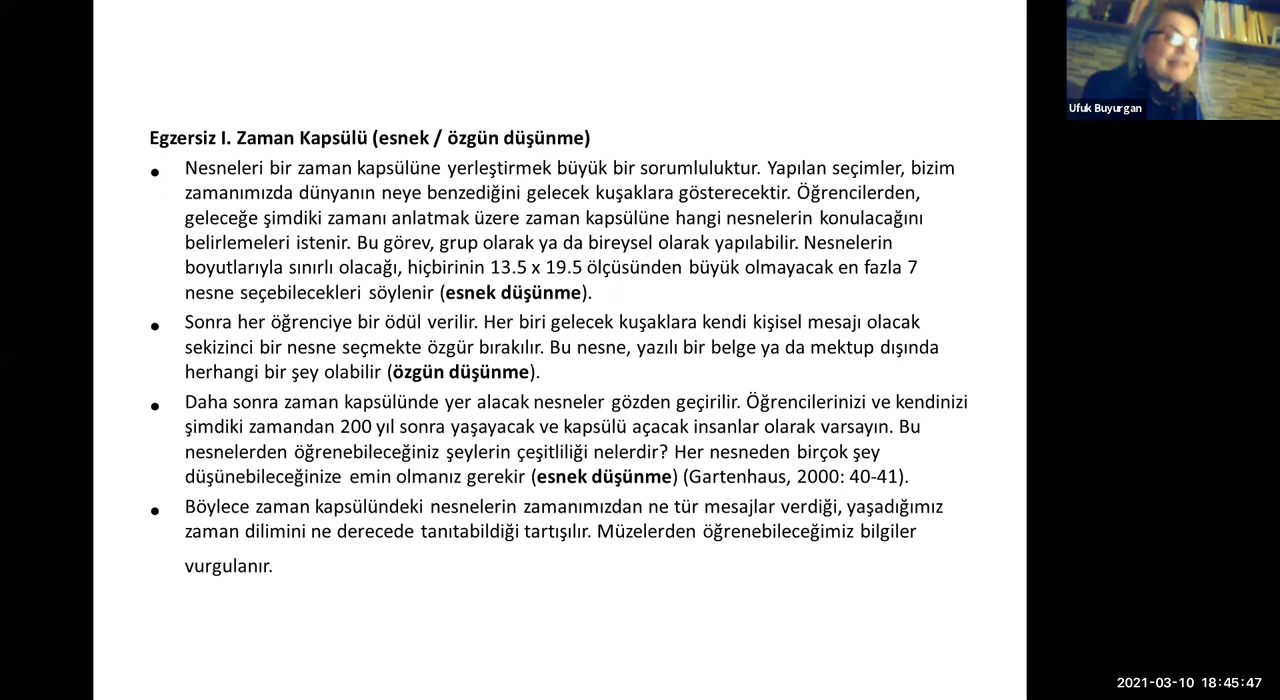 Egzersiz I. Zaman Kapsülü (esnek / özgün düşünme)
• Nesneleri bir zaman kapsülüne yerleştirmek büyük bir sorumluluktur. Yapılan seçimler, bizim
zamanımızda dünyanın neye benzediğini gelecek kuşaklara gösterecektir. Öğrencilerden,
geleceğe şimdiki zamanı anlatmak üzere zaman kapsülüne hangi nesnelerin konulacağını
belirlemeleri istenir. Bu görev, grup olarak ya da bireysel olarak yapılabilir. Nesnelerin
boyutlarıyla sınırlı olacağı, hiçbirinin 13.5 x 19.5 ölçüsünden büyük olmayacak en fazla 7
nesne seçebilecekleri söylenir (esnek düşünme).
• Sonra her öğrenciye bir ödül verilir. Her biri gelecek kuşaklara kendi kişisel mesajı olacak
sekizinci bir nesne seçmekte özgür bırakılır. Bu nesne, yazılı bir belge ya da mektup dışında
herhangi bir şey olabilir (özgün düşünme).
• Daha sonra zaman kapsülünde yer alacak nesneler gözden geçirilir. Öğrencilerinizi ve kendinizi
şimdiki zamandan 200 yıl sonra yaşayacak ve kapsülü açacak insanlar olarak varsayın. Bu
nesnelerden öğrenebileceğiniz şeylerin çeşitliliği nelerdir? Her nesneden birçok şey
düşünebileceğinize emin olmanız gerekir (esnek düşünme) (Gartenhaus, 2000: 40-41).
• Böylece zaman kapsülündeki nesnelerin zamanımızdan ne tür mesajlar verdiği, yaşadığımız
zaman dilimini ne derecede tanıtabildiği tartışılır. Müzelerden öğrenebileceğimiz bilgiler
vurgulanır.
Ufuk Buyurgan
2021-03-10 18:45:47